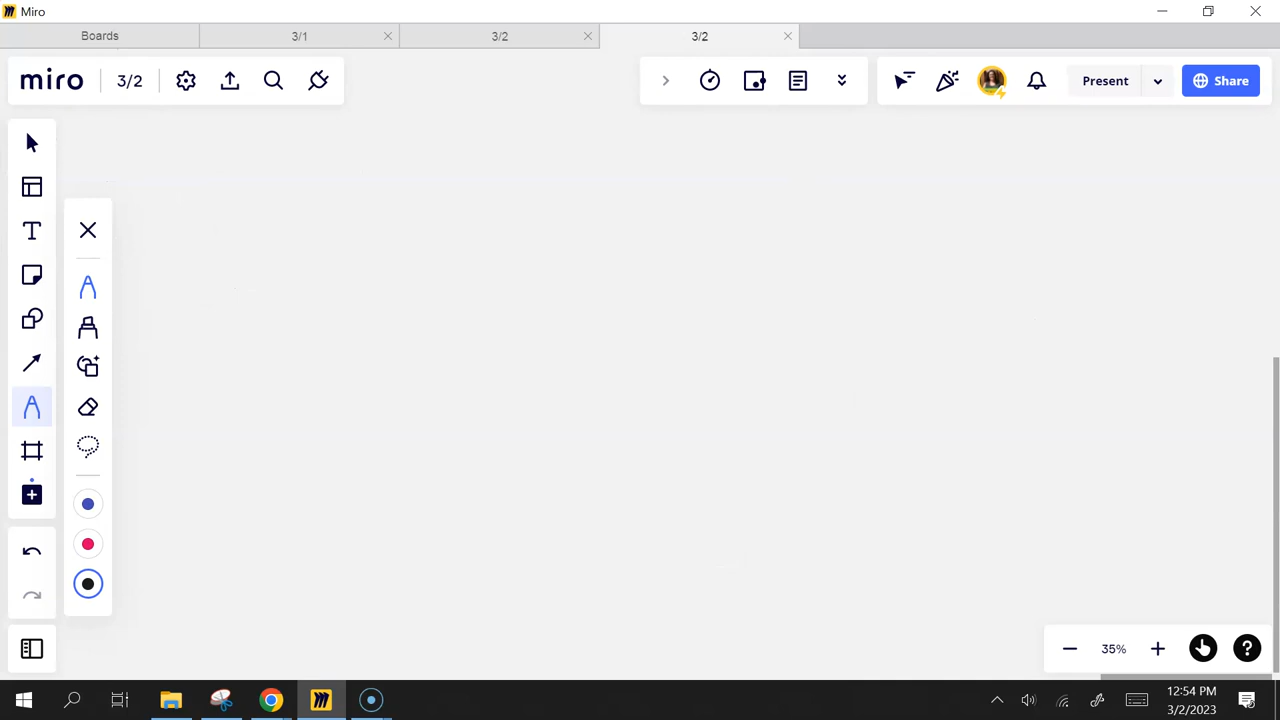 Miro
Boards
3/1
3/2
3/2
miro
3/2
Present
Share
T
35%
?
12:54 PM
3/2/2023